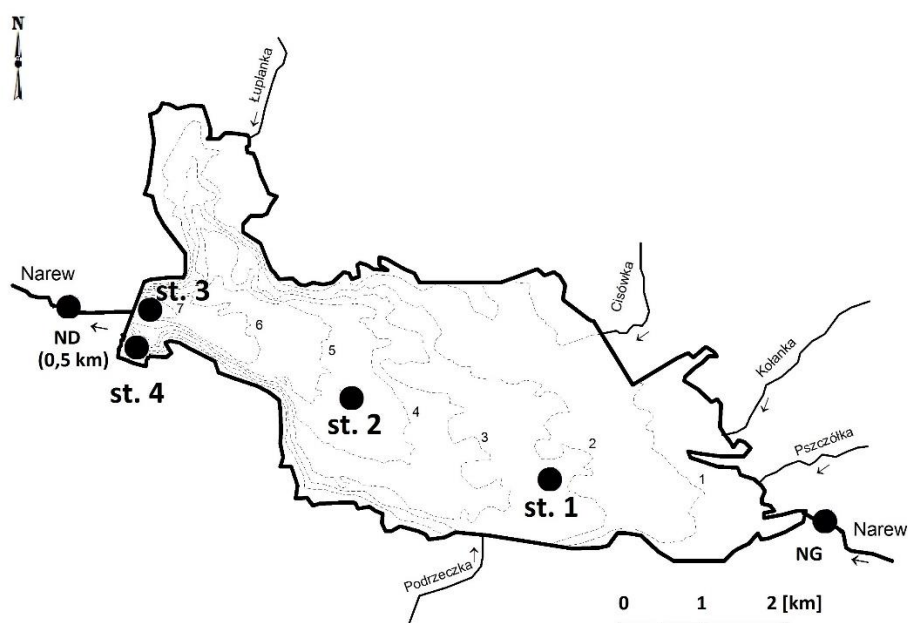 N
Łuplanka
Narew
st. 3
7
Cisówka
6
ND
(0,5 km)
5
st. 4
Kołanka
st. 2
4
3
2
Pszczółka
1
st. 1
Narew
NG
Podrzeczka
0 1 2 [km]